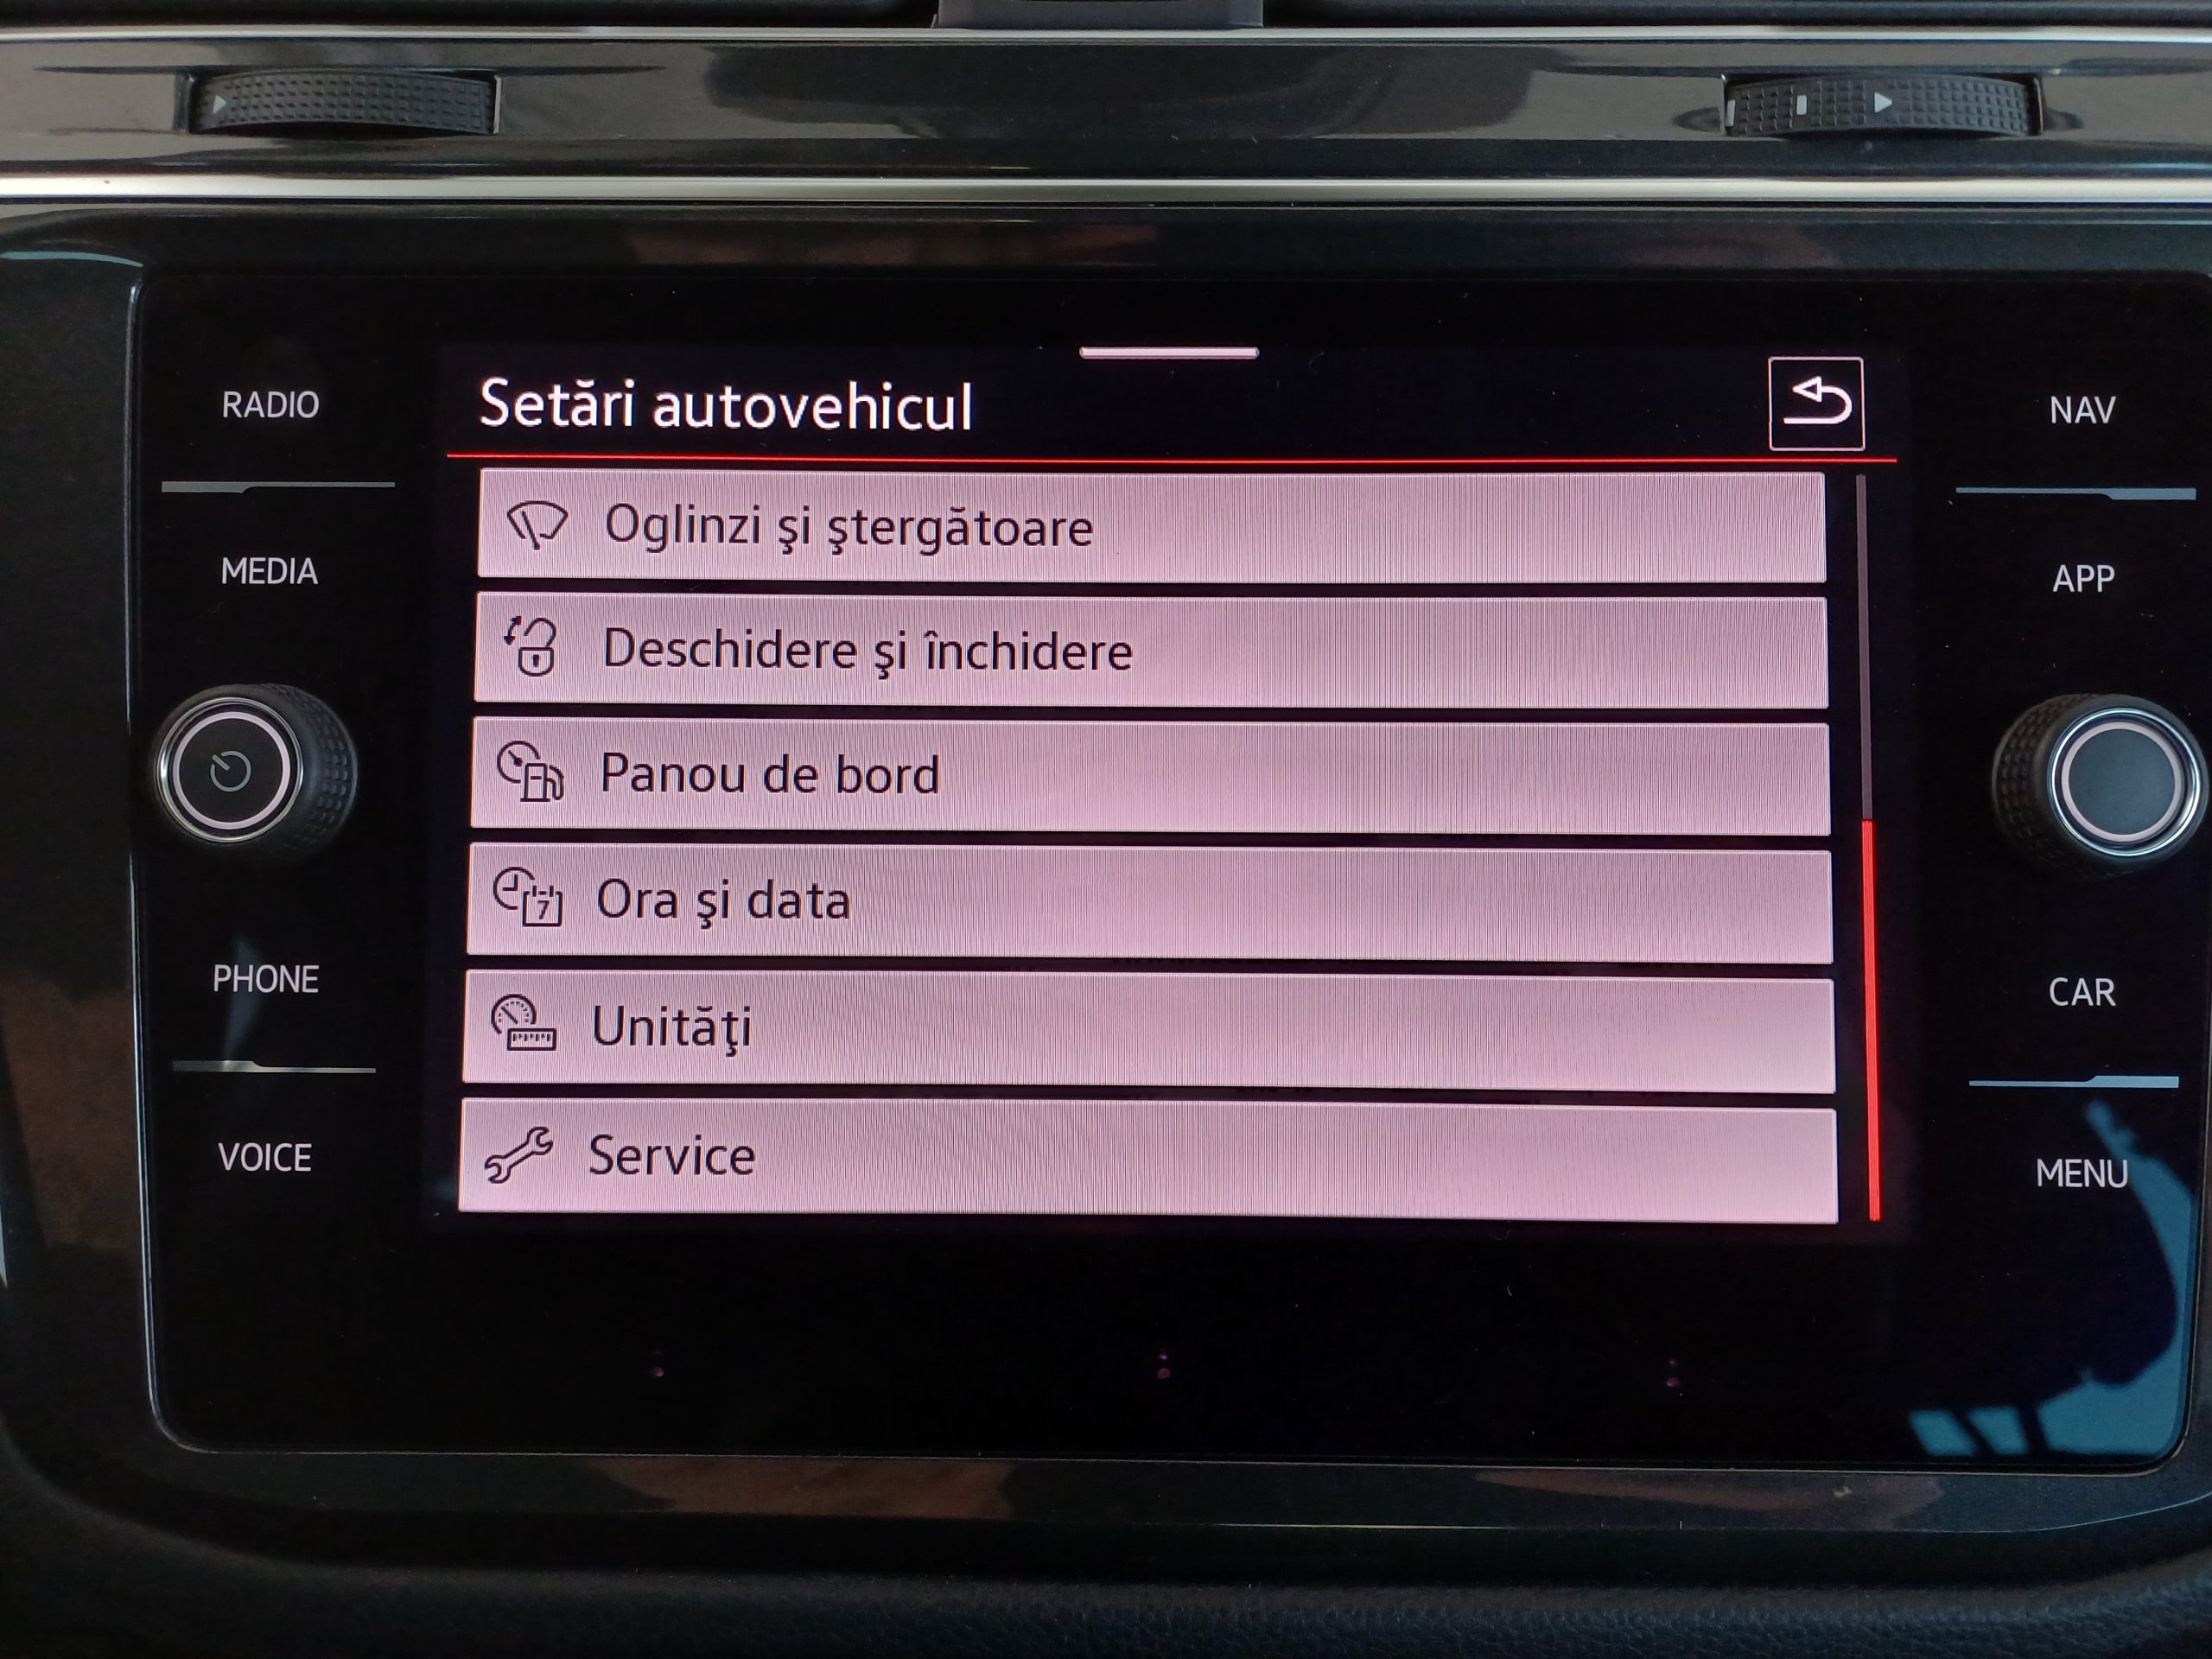 RADIO
MEDIA
PHONE
VOICE
Setări autovehicul
Oglinzi şi ştergătoare
Deschidere şi închidere
Panou de bord
7
Ora şi data
Unităţi
Service
NAV
APP
CAR
MENU